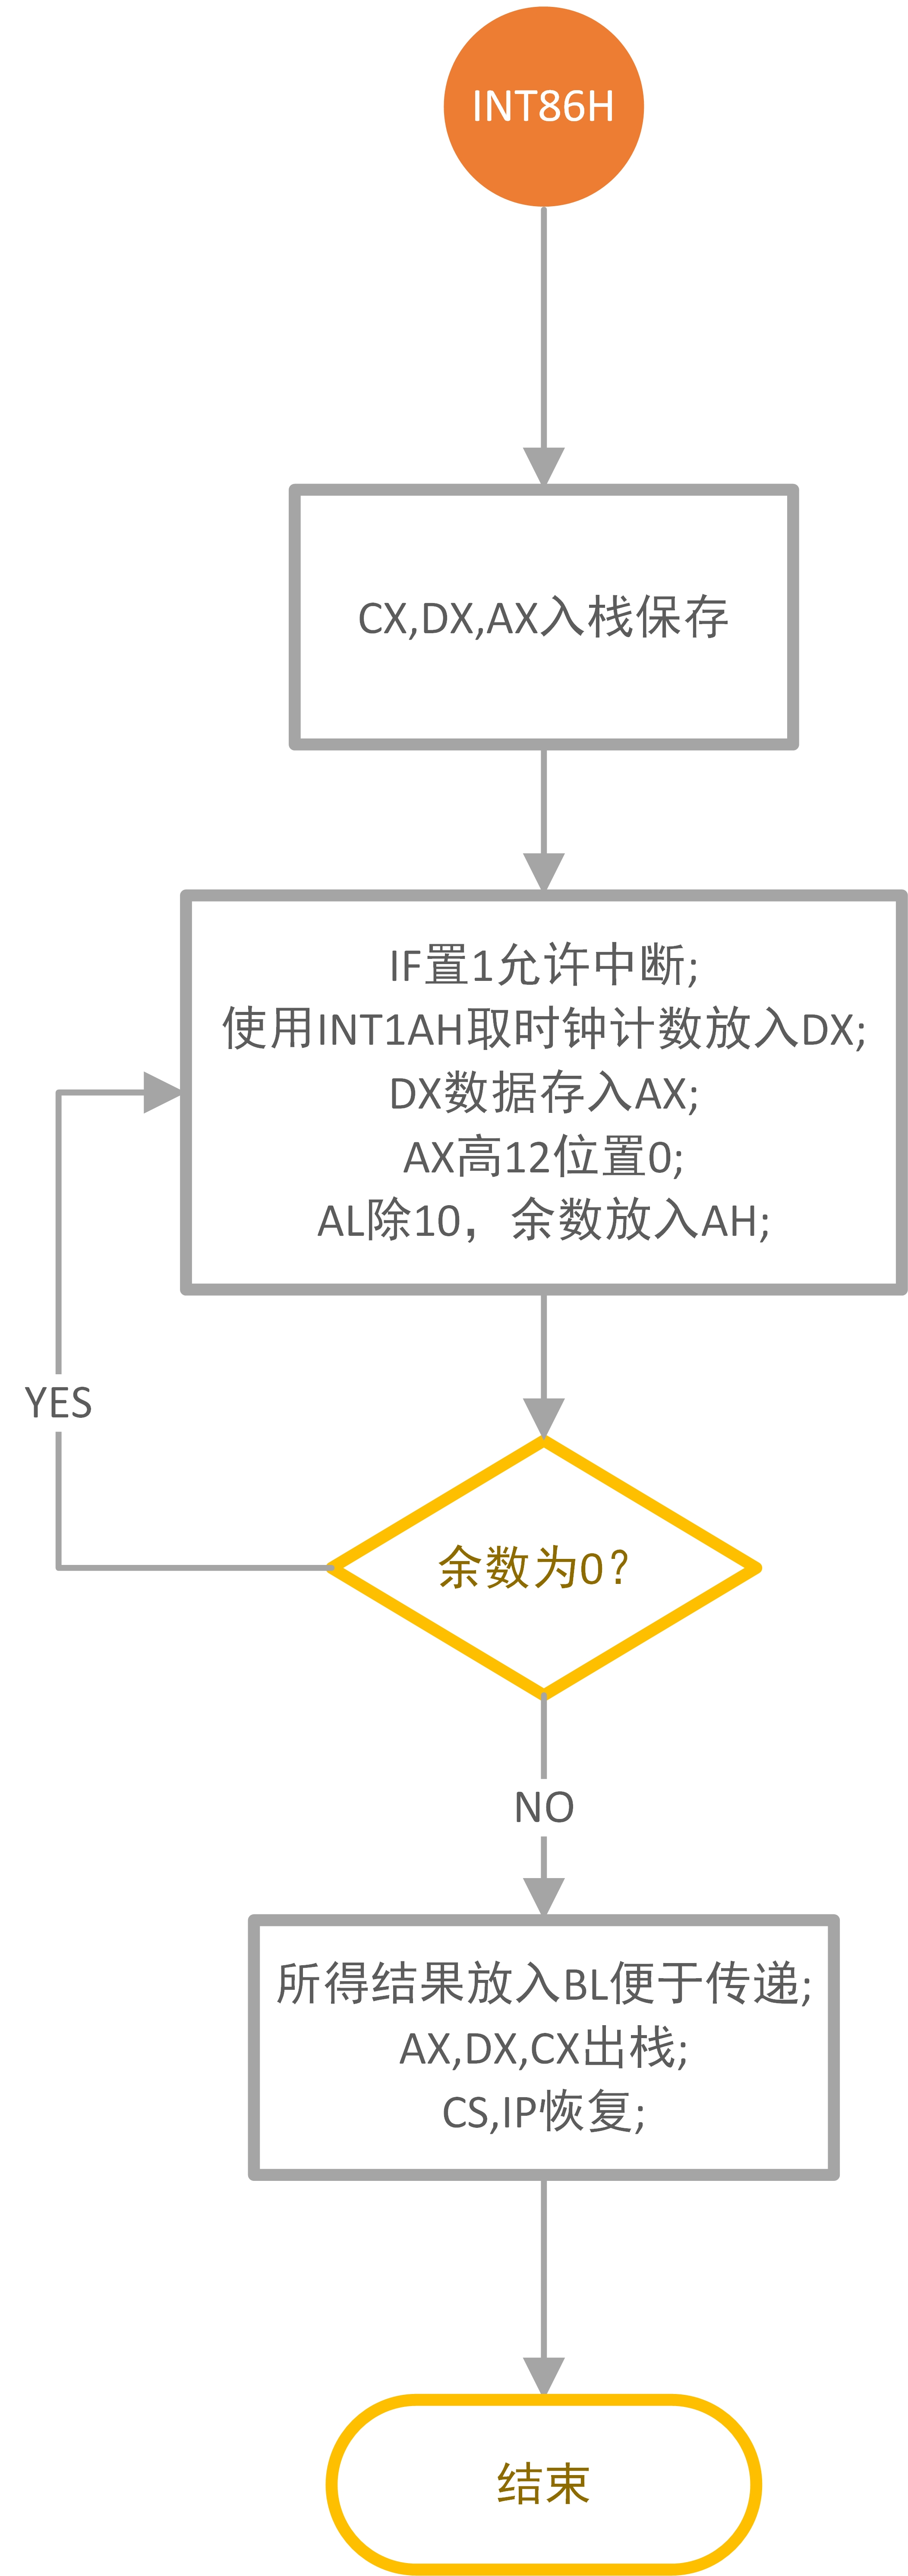 INT86H
CX,DX,AX入栈保存
IF置1允许中断;
使用INT1AH取时钟计数放入DX;
DX数据存入AX;
AX高12位置0;
AL除10，余数放入AH;
YES
余数为0？
NO
所得结果放入BL便于传递;
AX,DX,CX出栈;
CS,IP恢复;
结束